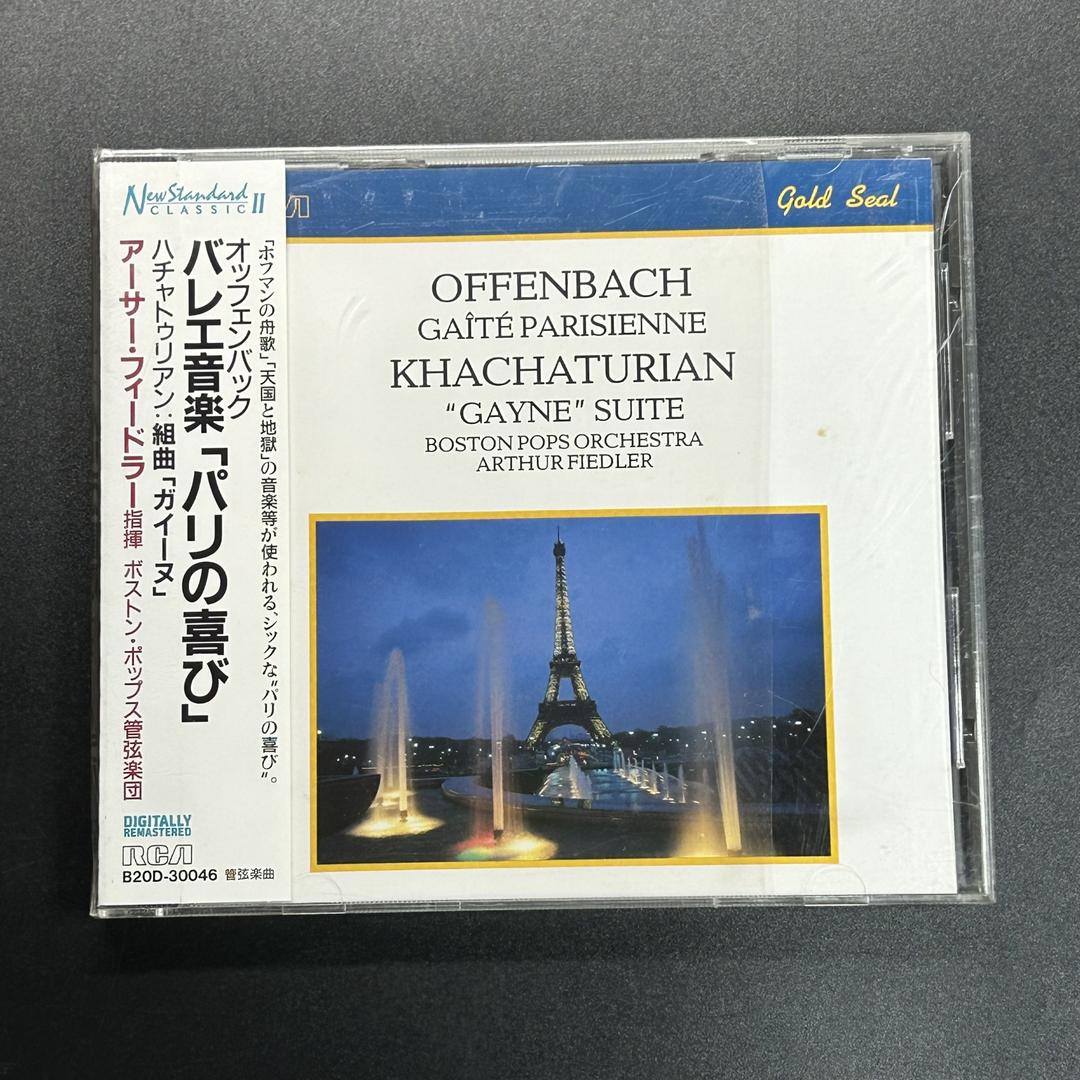 New Standard
CLASSIC II
「ホフマンの舟歌」「天国と地獄」の音楽等が使われる、シックな“パリの喜び”。
オッフェンバック
バレエ音楽「パリの喜び」
ハチャトゥリアン:組曲「ガイーヌ」
アーサー・フィードラー指揮 ボストン・ポップス管弦楽団
DIGITALLY
REMASTERED
RCA
B20D-30046 管弦楽曲
Gold Seal
OFFENBACH
GAÎTÉ PARISIENNE
KHACHATURIAN
“GAYNE” SUITE
BOSTON POPS ORCHESTRA
ARTHUR FIEDLER